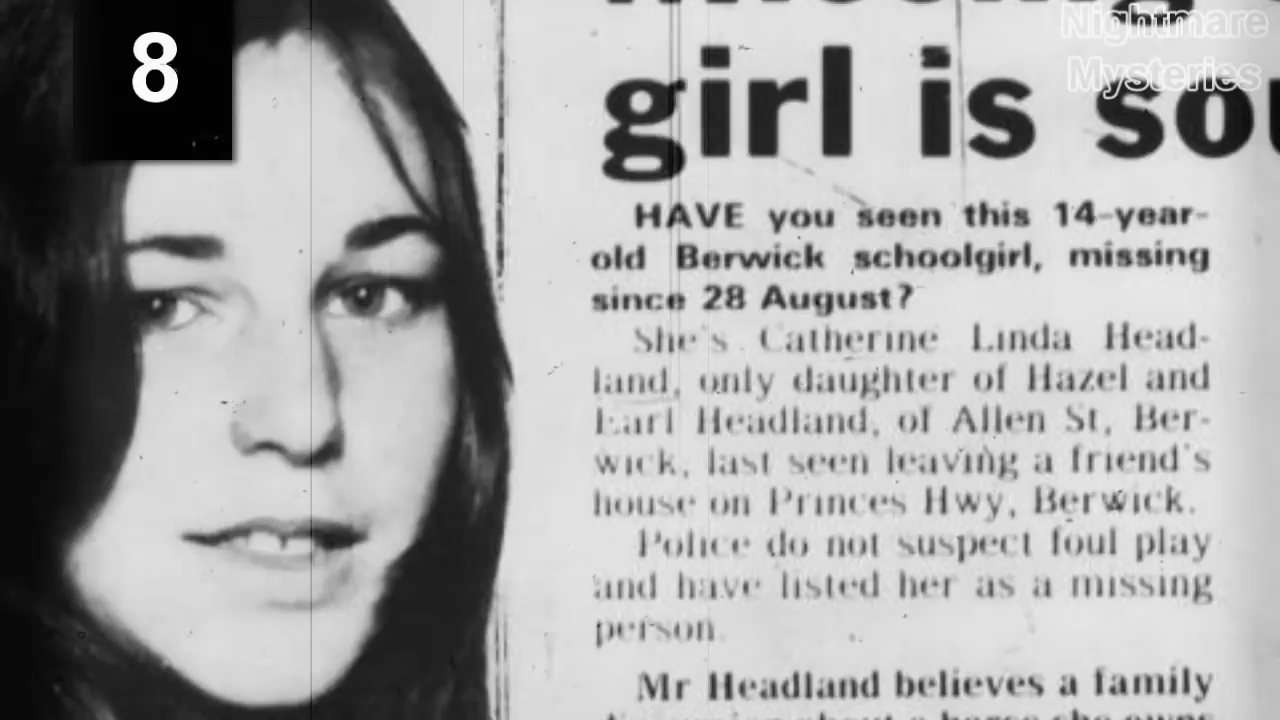 8
Nightmare
Mysteries
girl is
HAVE you seen this 14-year-
old Berwick schoolgirl, missing
since 28 August?
She's Catherine Linda Head-
land, only daughter of Hazel and
Earl Headland, of Allen St, Ber-
wick, last seen leaving a friend's
house on Princes Hwy, Berwick.
Police do not suspect foul play
and have listed her as a missing
person.
Mr Headland believes a family